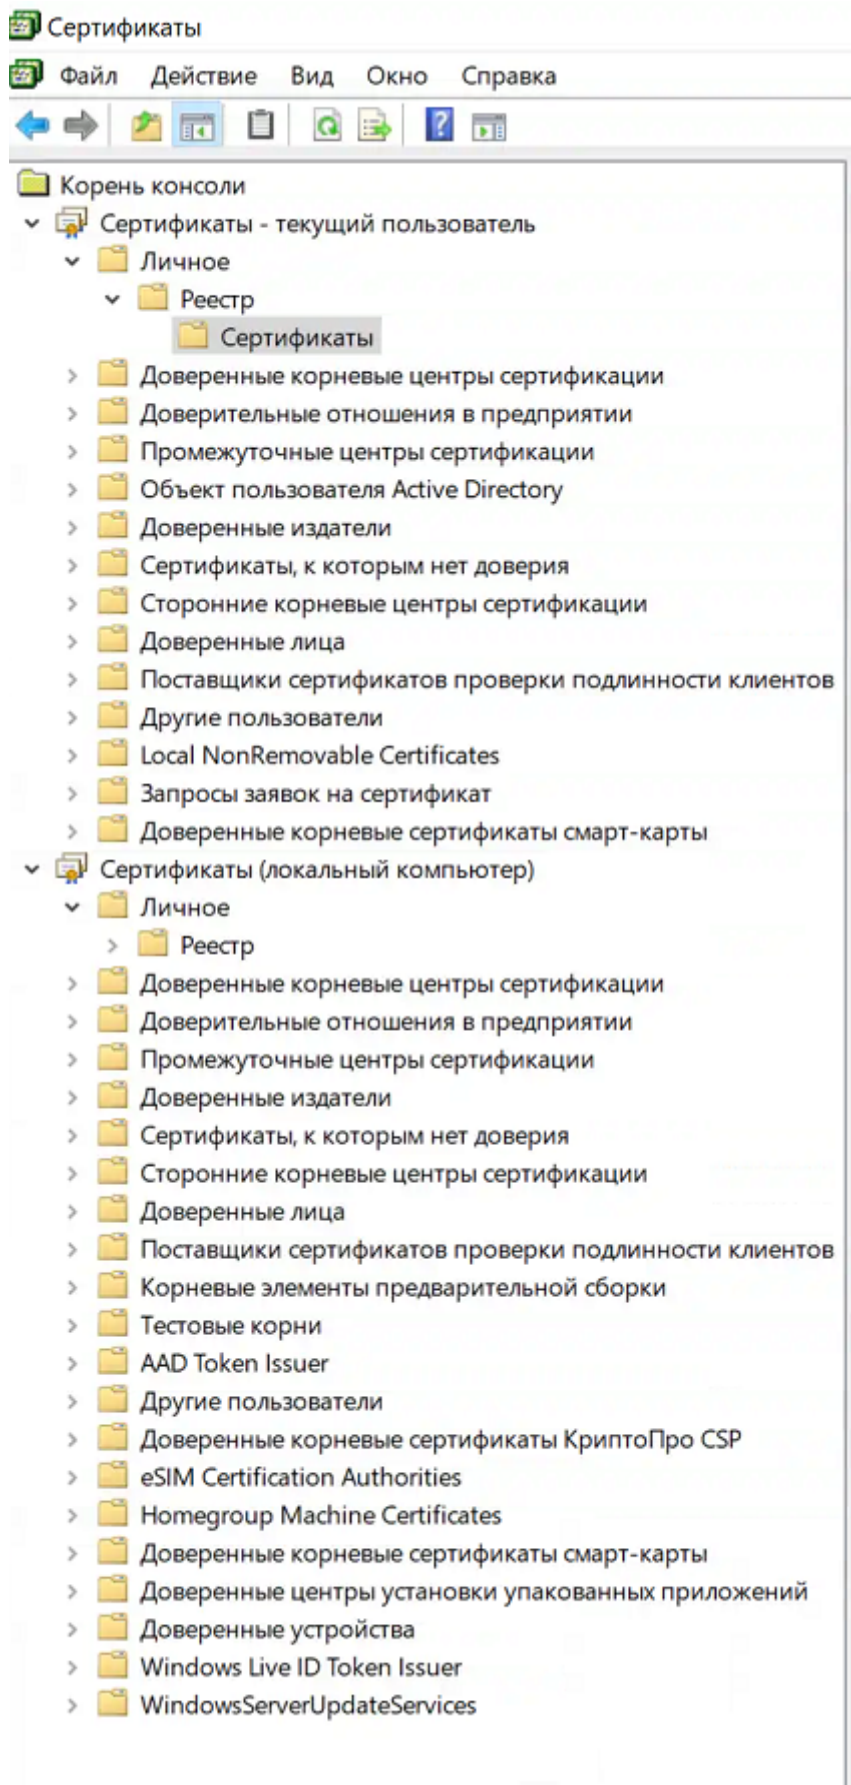 Сертификаты
Файл Действие Вид Окно Справка
Корень консоли
Сертификаты - текущий пользователь
Личное
Реестр
Сертификаты
Доверенные корневые центры сертификации
Доверительные отношения в предприятии
Промежуточные центры сертификации
Объект пользователя Active Directory
Доверенные издатели
Сертификаты, к которым нет доверия
Сторонние корневые центры сертификации
Доверенные лица
Поставщики сертификатов проверки подлинности клиентов
Другие пользователи
Local NonRemovable Certificates
Запросы заявок на сертификат
Доверенные корневые сертификаты смарт-карты
Сертификаты (локальный компьютер)
Личное
Реестр
Доверенные корневые центры сертификации
Доверительные отношения в предприятии
Промежуточные центры сертификации
Доверенные издатели
Сертификаты, к которым нет доверия
Сторонние корневые центры сертификации
Доверенные лица
Поставщики сертификатов проверки подлинности клиентов
Корневые элементы предварительной сборки
Тестовые корни
AAD Token Issuer
Другие пользователи
Доверенные корневые сертификаты КриптоПро CSP
eSIM Certification Authorities
Homegroup Machine Certificates
Доверенные корневые сертификаты смарт-карты
Доверенные центры установки упакованных приложений
Доверенные устройства
Windows Live ID Token Issuer
WindowsServerUpdateServices